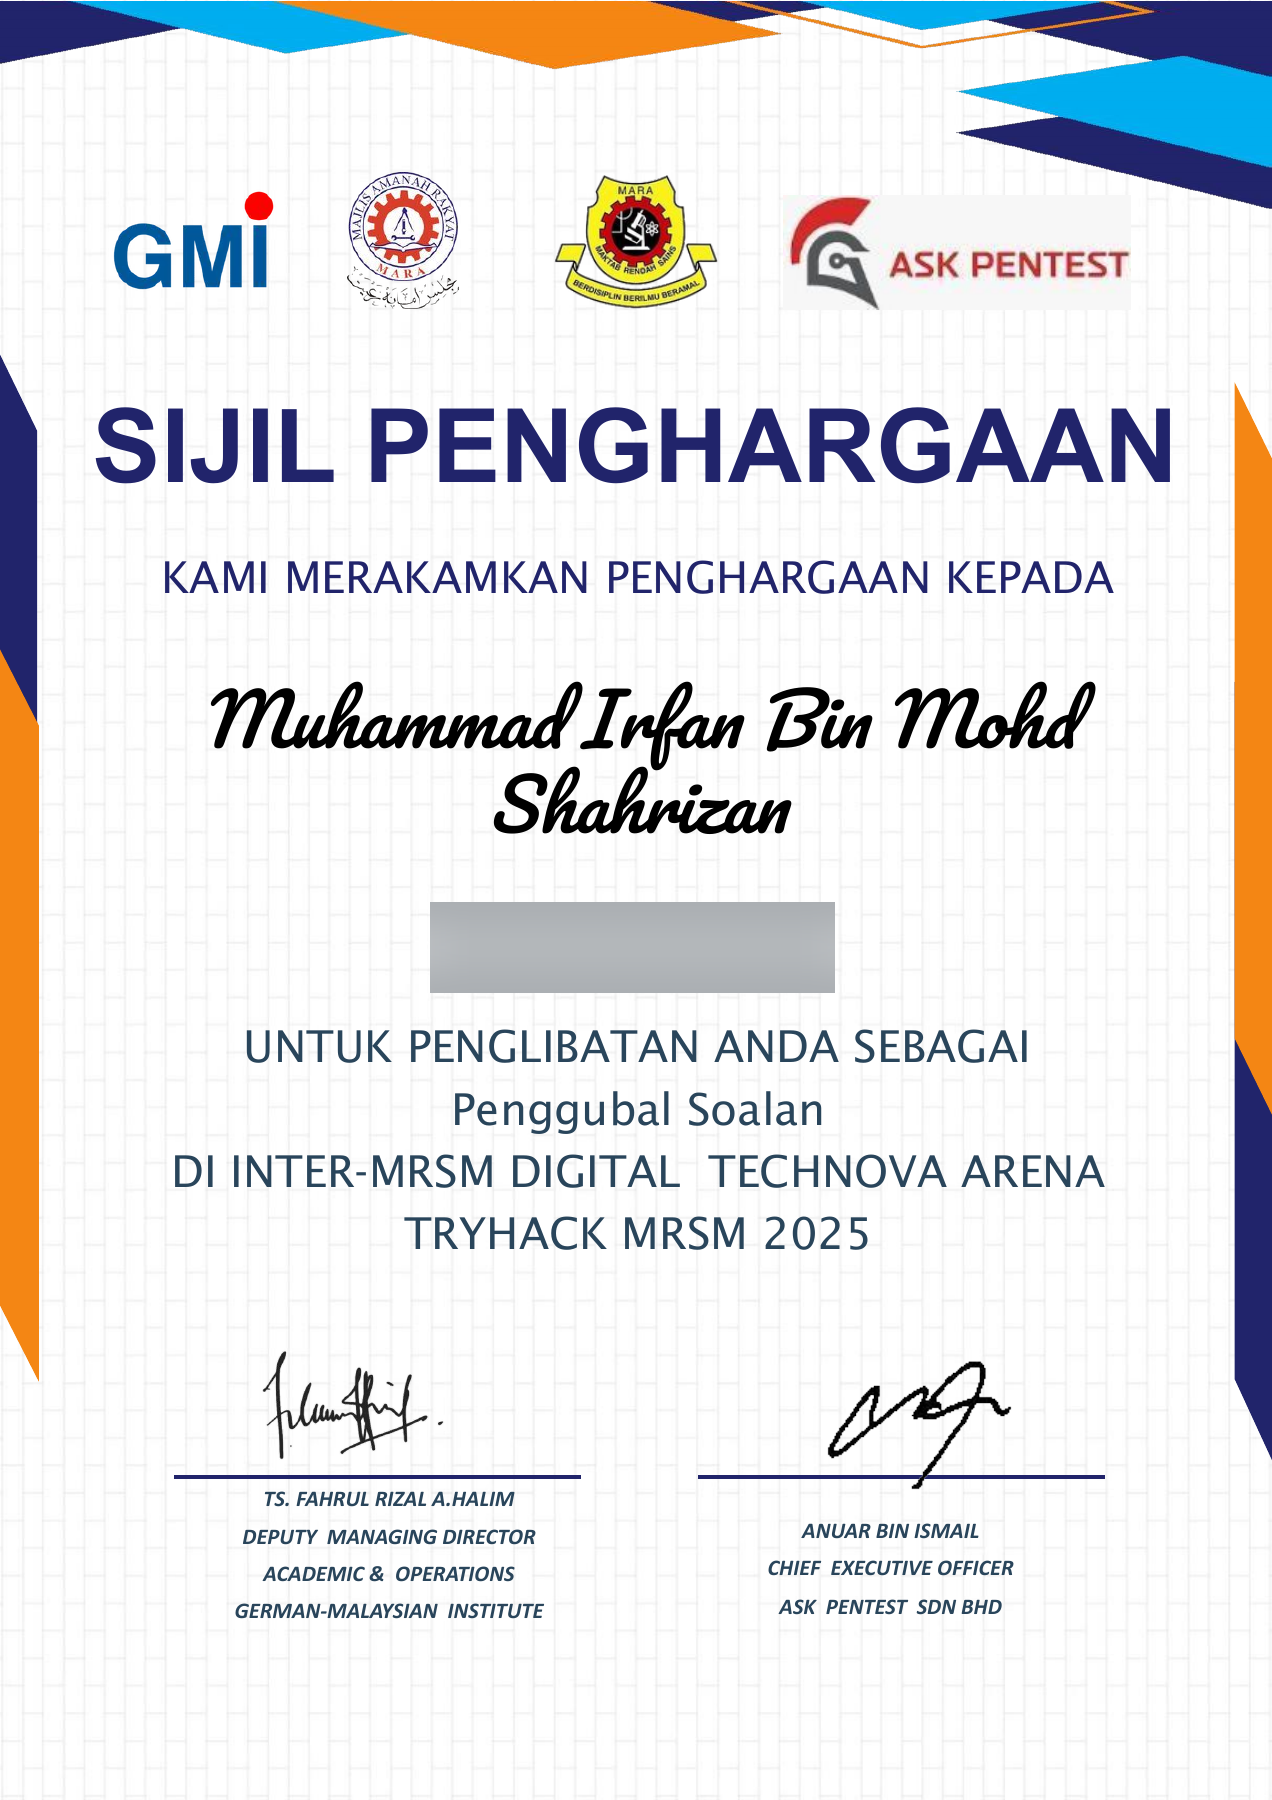 GMI
MAJLIS AMANAH RAKYAT
MARA
MARA
MAKTAB RENDAH SAINS
BERDISIPLIN BERILMU BERAMAL
ASK PENTEST
SIJIL PENGHARGAAN
KAMI MERAKAMKAN PENGHARGAAN KEPADA
Muhammad Irfan Bin Mohd
Shahrizan
UNTUK PENGLIBATAN ANDA SEBAGAI
Penggubal Soalan
DI INTER-MRSM DIGITAL TECHNOVA ARENA
TRYHACK MRSM 2025
TS. FAHRUL RIZAL A.HALIM
DEPUTY MANAGING DIRECTOR
ACADEMIC & OPERATIONS
GERMAN-MALAYSIAN INSTITUTE
ANUAR BIN ISMAIL
CHIEF EXECUTIVE OFFICER
ASK PENTEST SDN BHD